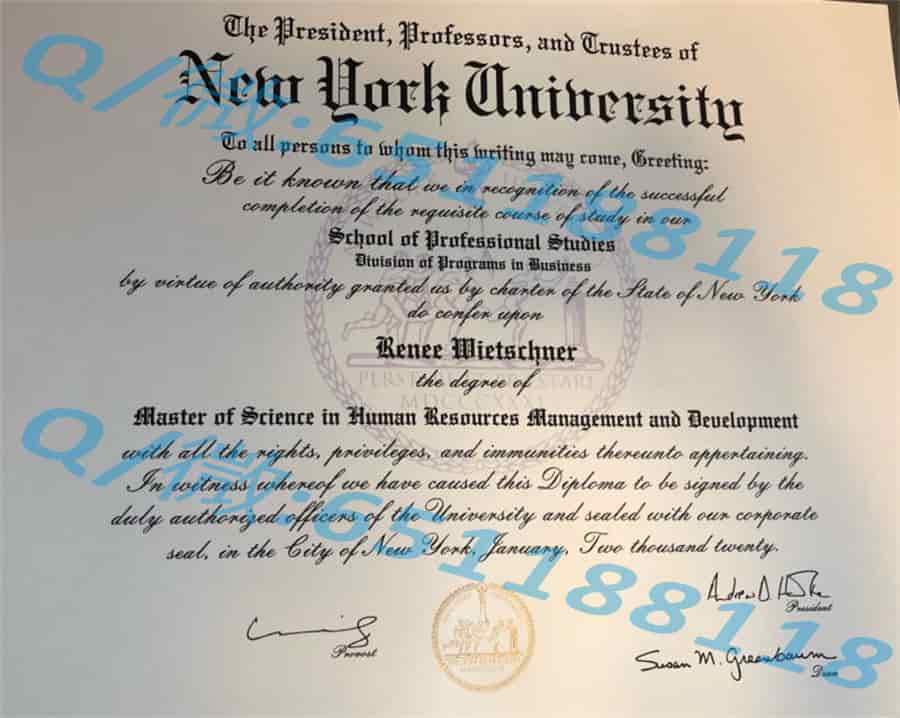 The President, Professors, and Trustees of
New York University
To all persons to whom this writing may come, Greeting:
Be it known that we in recognition of the successful
completion of the requisite course of study in our
School of Professional Studies
Division of Programs in Business
by virtue of authority granted us by charter of the State of New York
do confer upon
Renee Wietschner
the degree of
Master of Science in Human Resources Management and Development
with all the rights, privileges, and immunities thereunto appertaining.
In witness whereof we have caused this Diploma to be signed by the
duly authorized officers of the University and sealed with our corporate
seal, in the City of New York, January, Two thousand twenty.
President
Provost
Susan M. Greenbaum
Dean
PERSTARE ET PRAESTARE
MDCCCXXXI
Q/微:651188118
Q/微:651188118